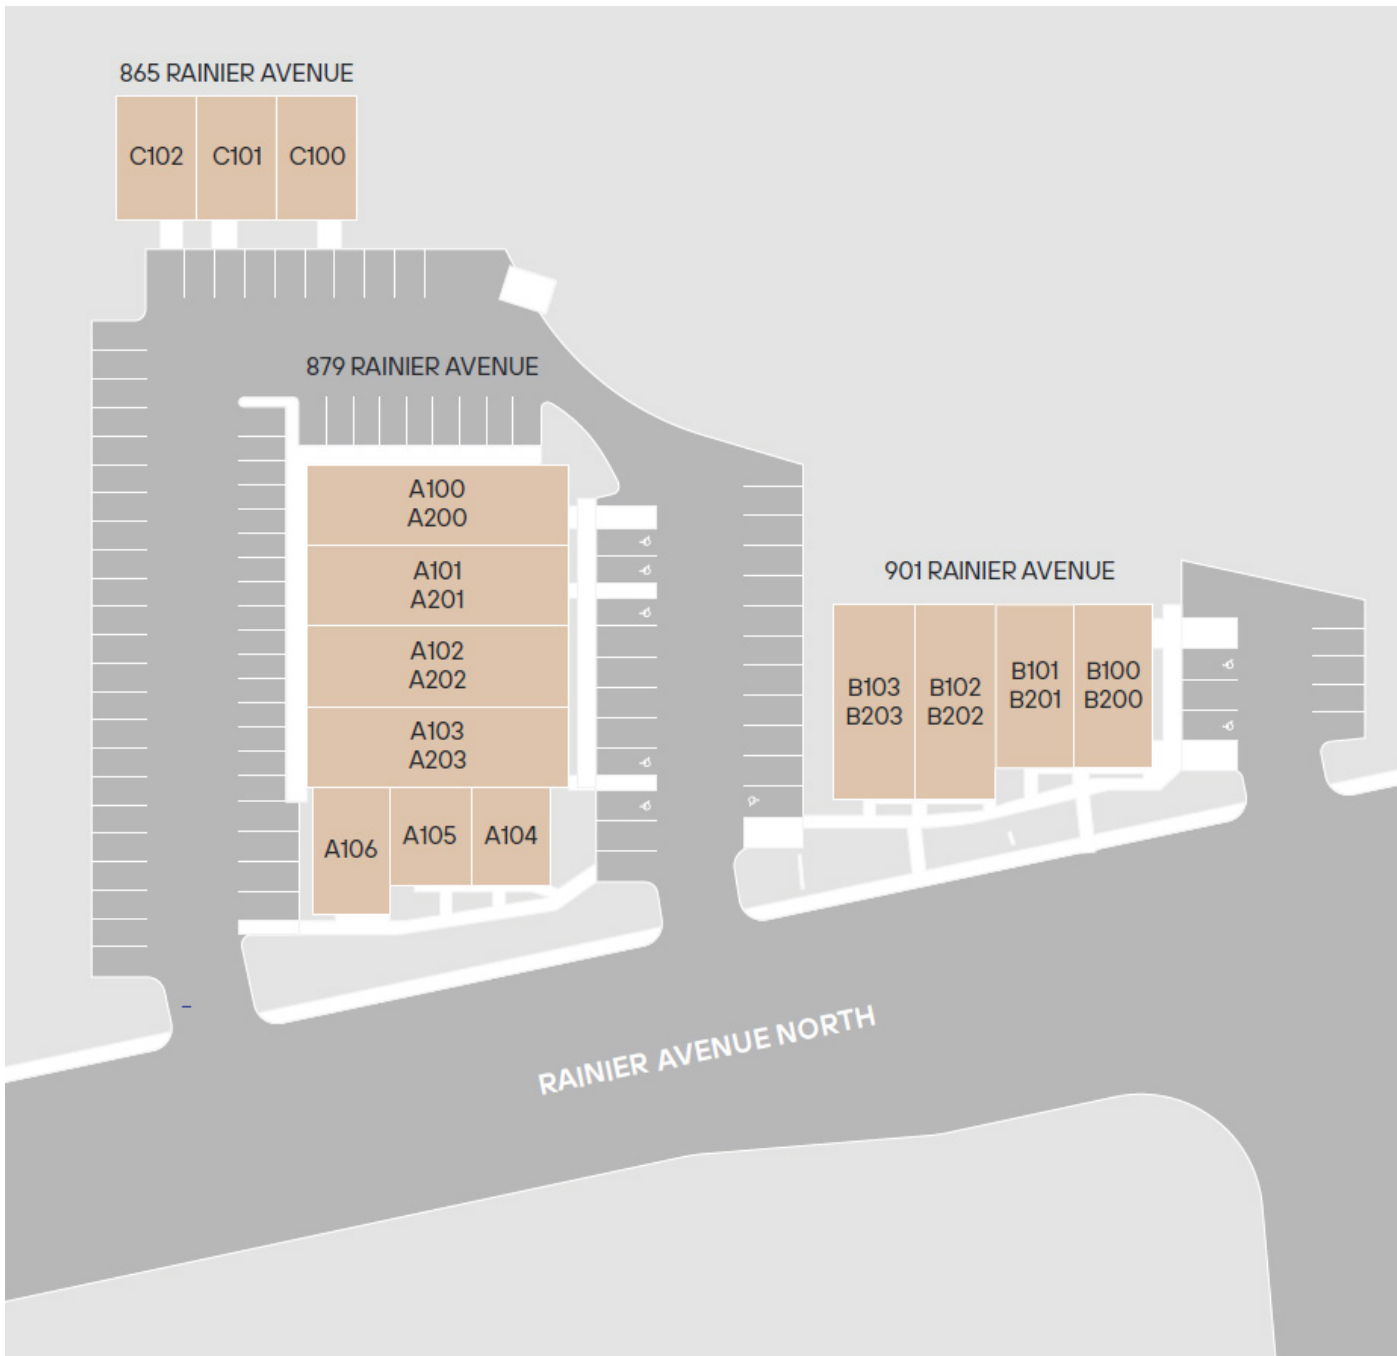 865 RAINIER AVENUE
C102
C101
C100
879 RAINIER AVENUE
A100
A200
A101
A201
A102
A202
A103
A203
A106
A105
A104
901 RAINIER AVENUE
B103
B203
B102
B202
B101
B201
B100
B200
RAINIER AVENUE NORTH